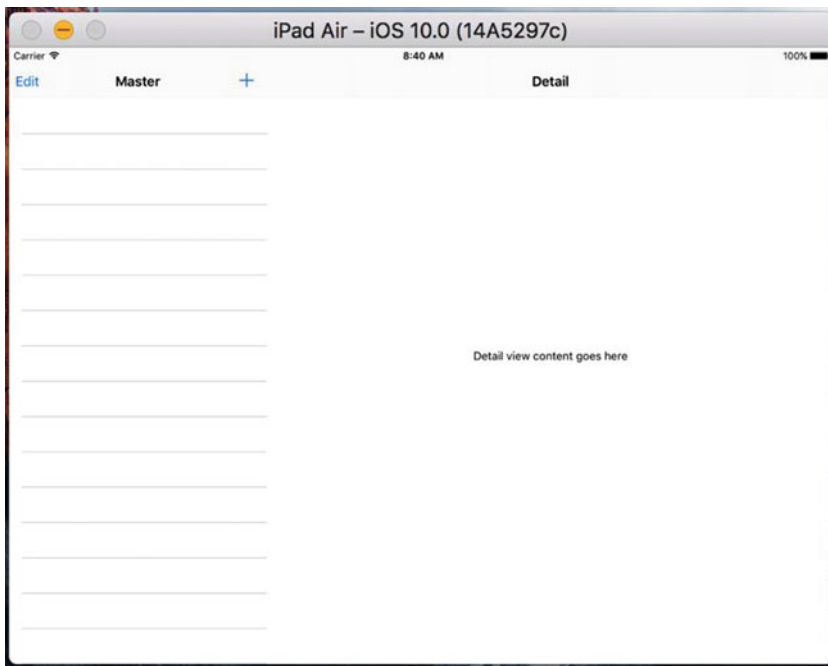 iPad Air – iOS 10.0 (14A5297c)
Carrier 8:40 AM 100%
Edit Master + Detail
Detail view content goes here